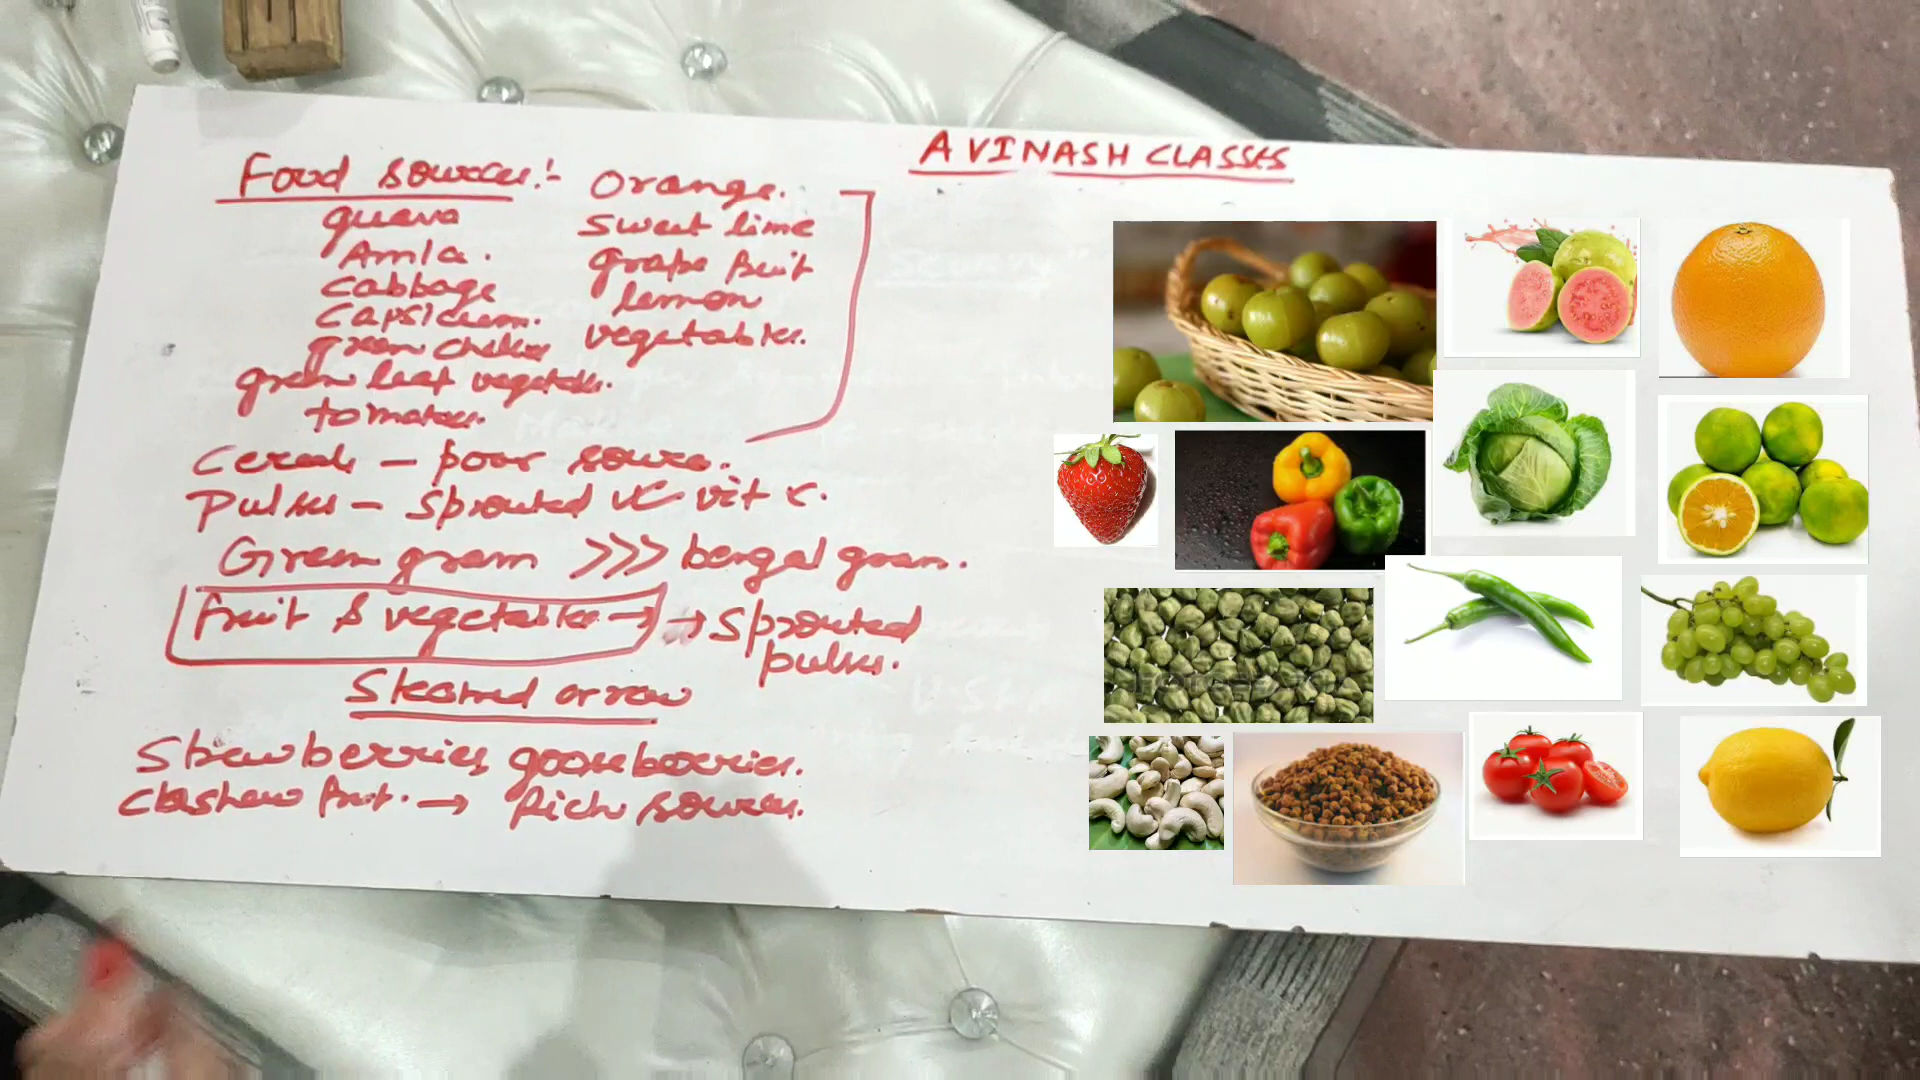 AVINASH CLASSES
Food sources:- Orange.
guava sweet lime
Amla. grape fruit
cabbage lemon
Capsicum. vegetables.
green
green leaf vegetables.
tomatoes.
Cereals – poor source.
Pulses – Sprouted vit c.
Green gram >>> bengal gram.
Fruit & vegetables → → Sprouted
pulses.
Steamed or raw
Strawberries gooseberries.
Cashew fruit. → Rich sources.